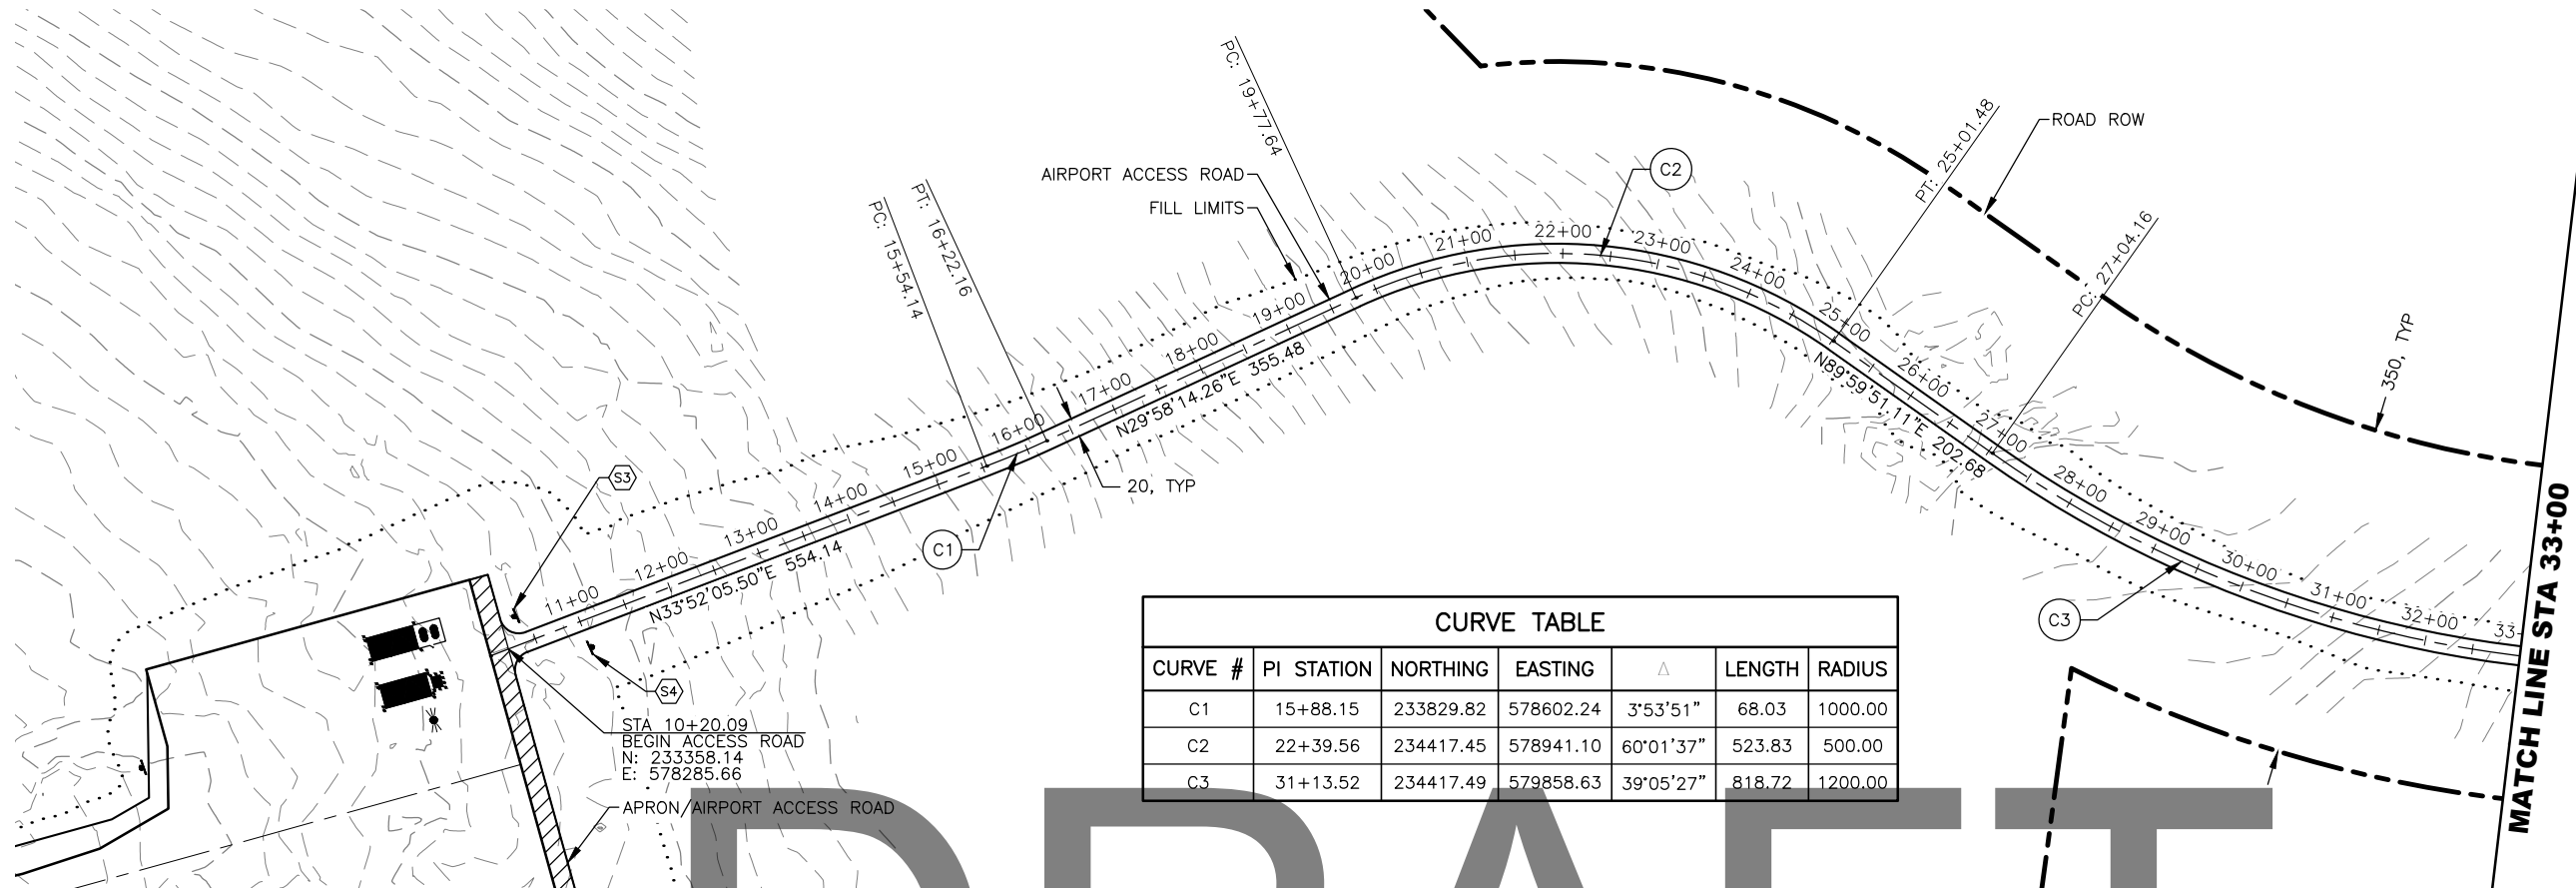 PC: 19+77.64
PT: 25+01.48
ROAD ROW
C2
AIRPORT ACCESS ROAD
FILL LIMITS
PT: 16+22.16
PC: 15+54.14
PC: 27+04.16
350, TYP
11+00
12+00
13+00
14+00
15+00
16+00
17+00
18+00
19+00
20+00
21+00
22+00
23+00
24+00
25+00
26+00
27+00
28+00
29+00
30+00
31+00
32+00
33-
N33°52'05.50"E 554.14
N29°58'14.26"E 355.48
N89°59'51.11"E 202.68
20, TYP
S3
C1
C3
S4
STA 10+20.09
BEGIN ACCESS ROAD
N: 233358.14
E: 578285.66
APRON/AIRPORT ACCESS ROAD
CURVE TABLE
CURVE # PI STATION NORTHING EASTING Δ LENGTH RADIUS
C1 15+88.15 233829.82 578602.24 3°53'51" 68.03 1000.00
C2 22+39.56 234417.45 578941.10 60°01'37" 523.83 500.00
C3 31+13.52 234417.49 579858.63 39°05'27" 818.72 1200.00
MATCH LINE STA 33+00
DRAFT